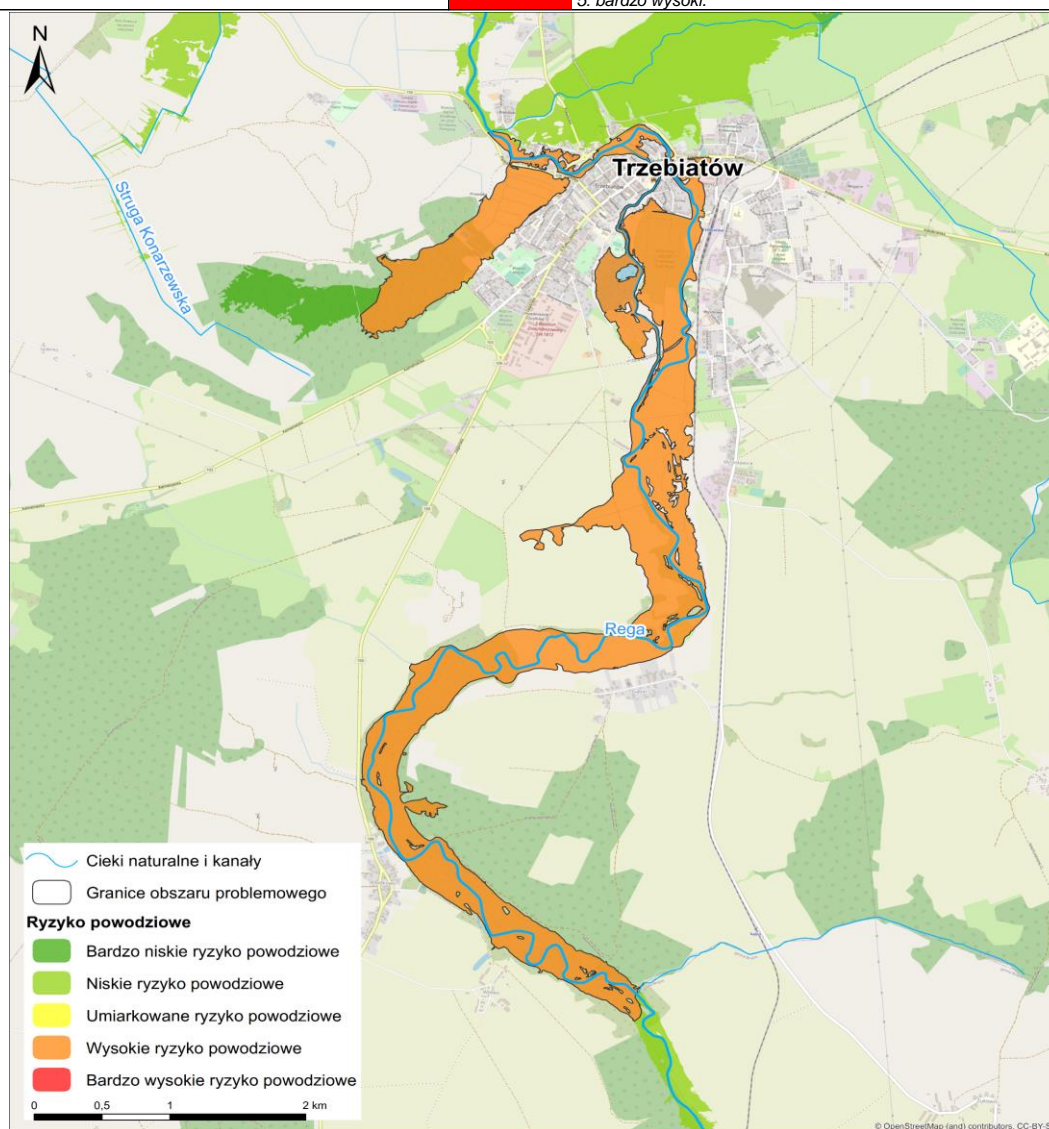 5. bardzo wysoki.
N
Trzebiatów
Struga Konarzewska
Rega
Cieki naturalne i kanały
Granice obszaru problemowego
Ryzyko powodziowe
Bardzo niskie ryzyko powodziowe
Niskie ryzyko powodziowe
Umiarkowane ryzyko powodziowe
Wysokie ryzyko powodziowe
Bardzo wysokie ryzyko powodziowe
0 0,5 1 2 km
© OpenStreetMap (and) contributors, CC-BY-S